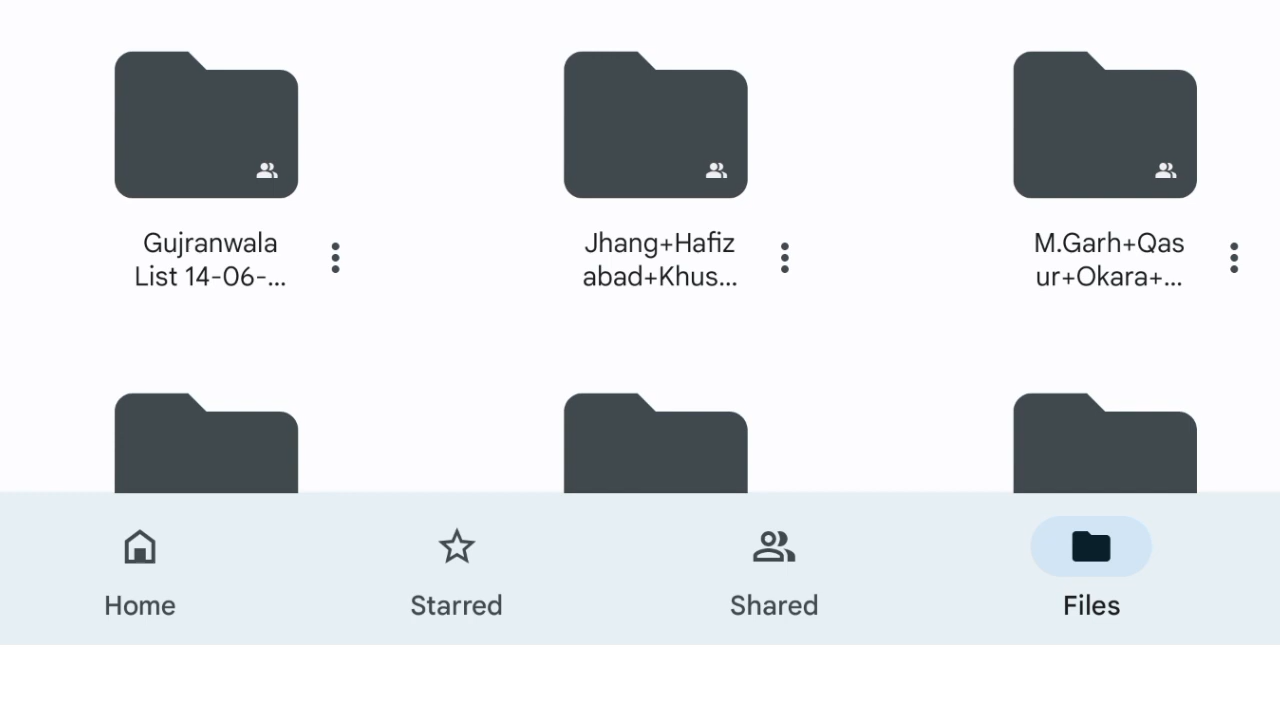 Gujranwala
List 14-06-...
Jhang+Hafiz
abad+Khus...
M.Garh+Qas
ur+Okara+...
Home
Starred
Shared
Files